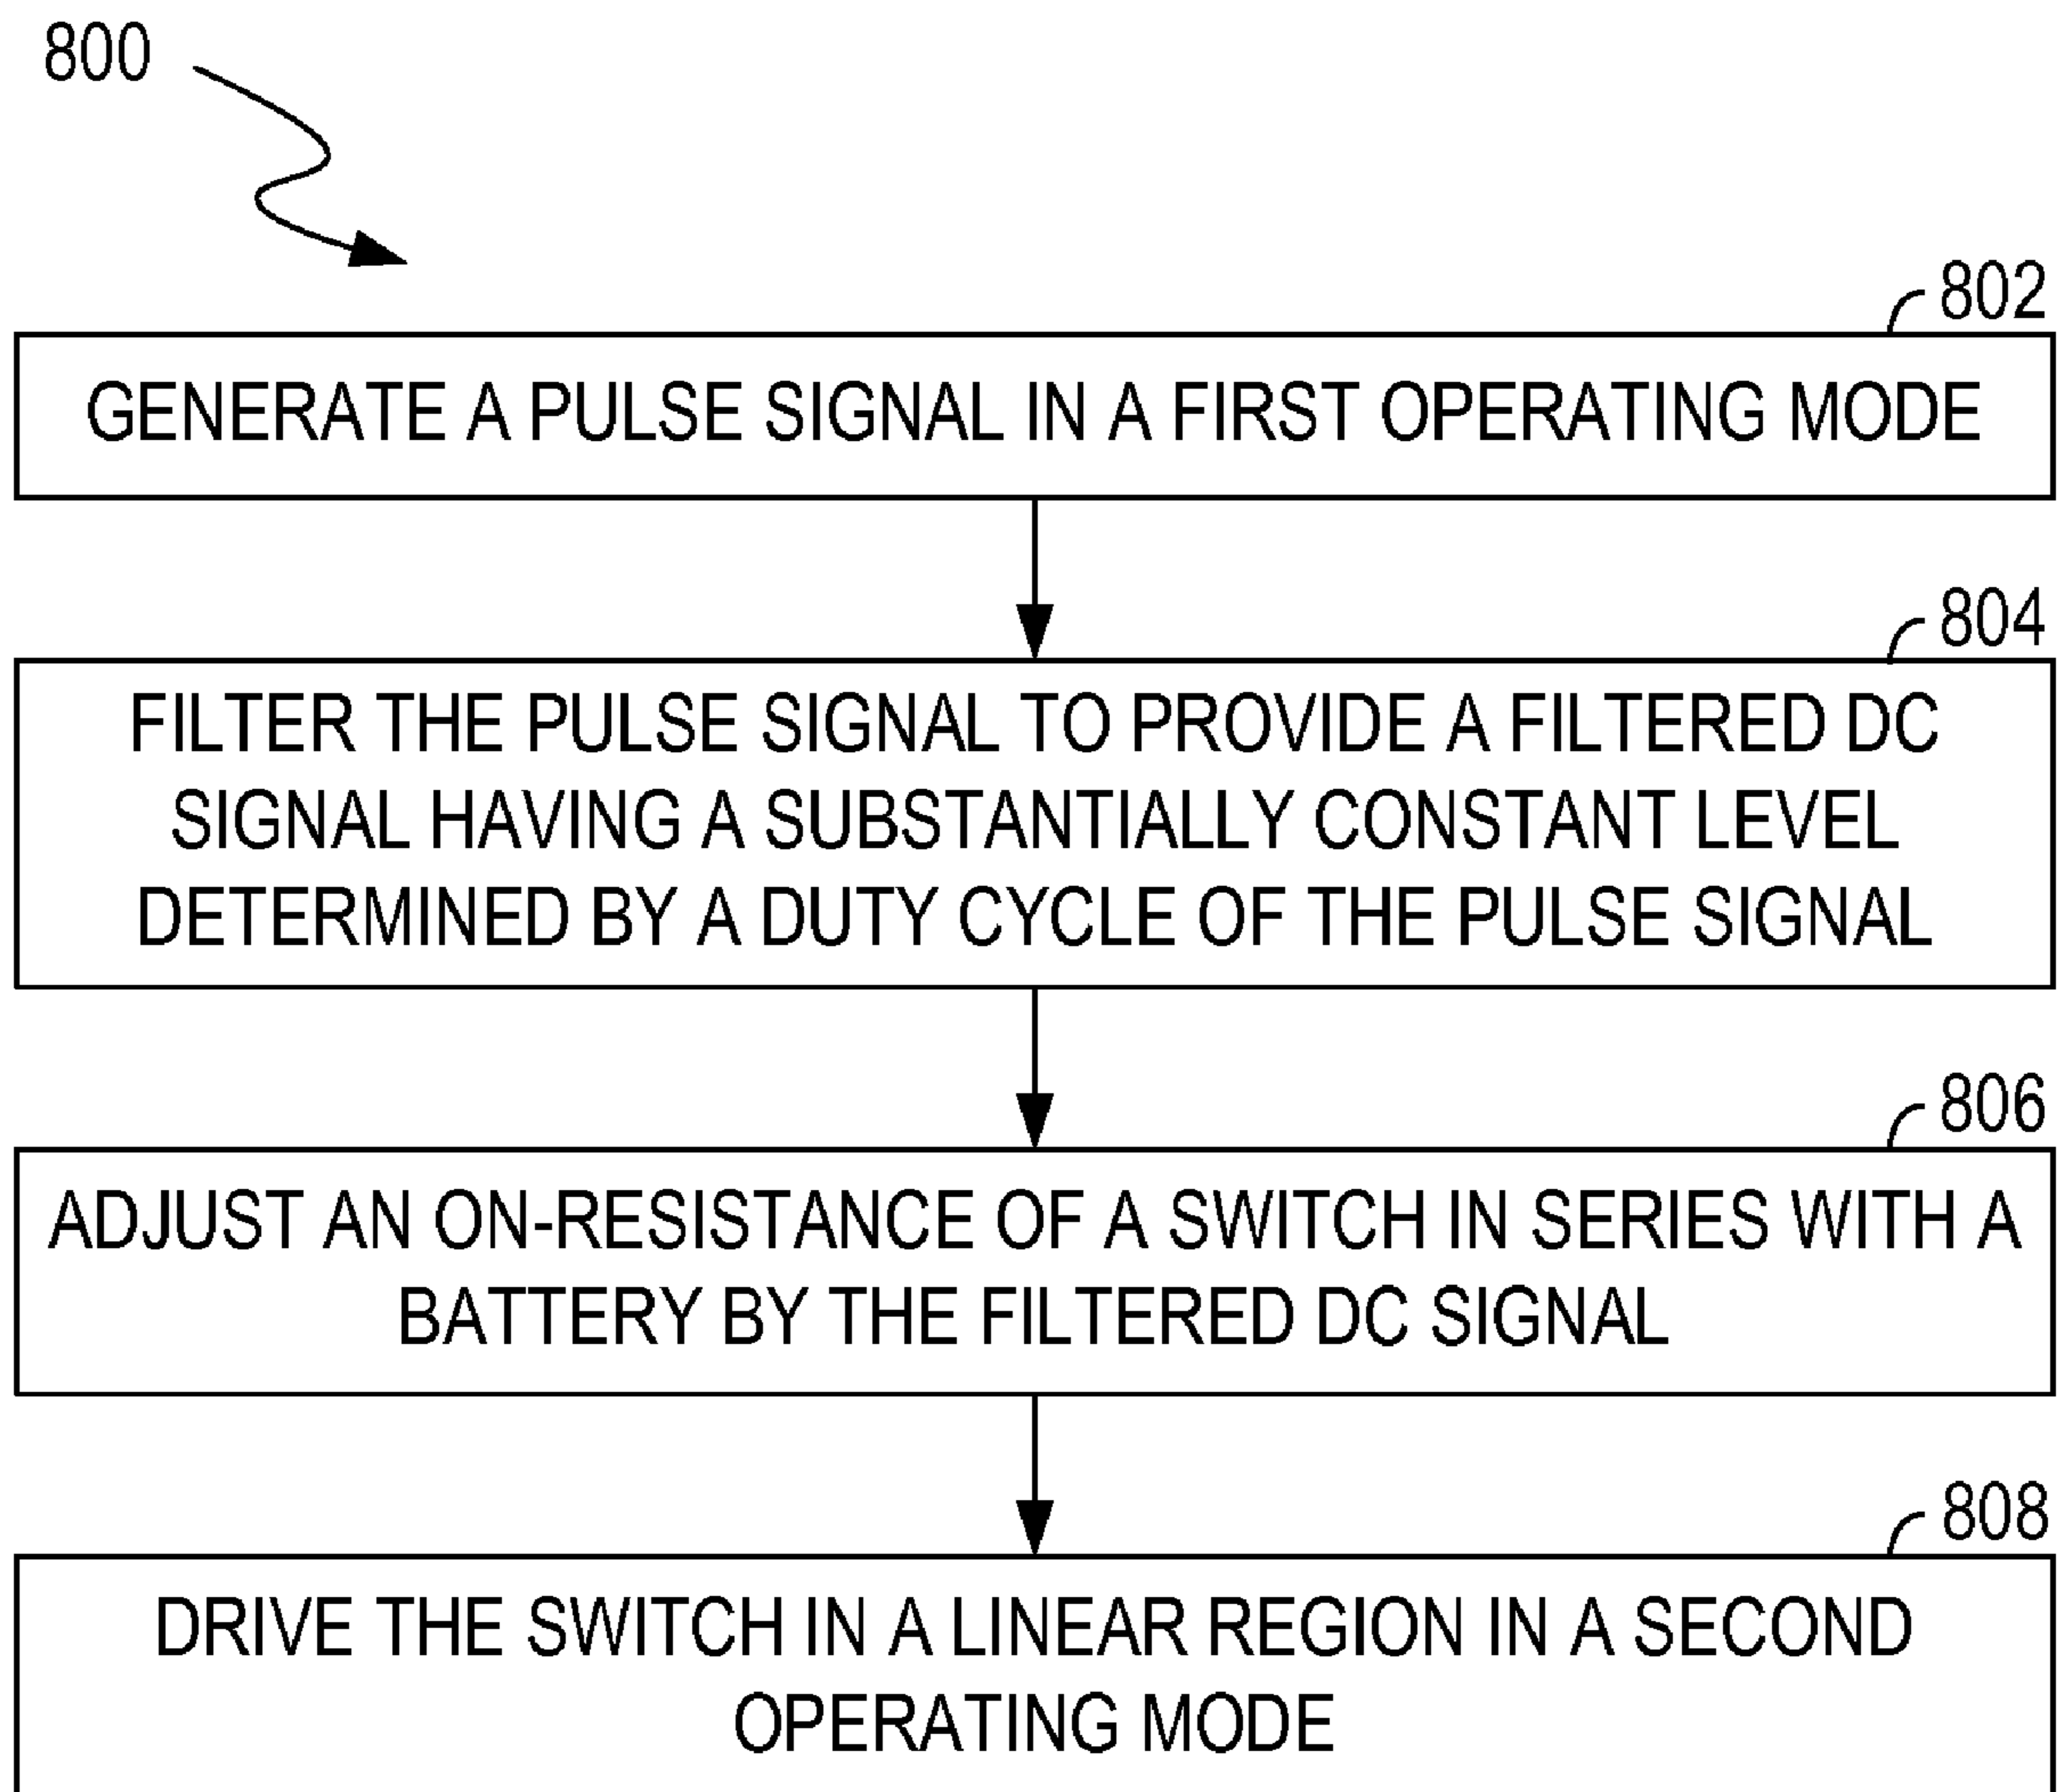 800
802
GENERATE A PULSE SIGNAL IN A FIRST OPERATING MODE
804
FILTER THE PULSE SIGNAL TO PROVIDE A FILTERED DC
SIGNAL HAVING A SUBSTANTIALLY CONSTANT LEVEL
DETERMINED BY A DUTY CYCLE OF THE PULSE SIGNAL
806
ADJUST AN ON-RESISTANCE OF A SWITCH IN SERIES WITH A
BATTERY BY THE FILTERED DC SIGNAL
808
DRIVE THE SWITCH IN A LINEAR REGION IN A SECOND
OPERATING MODE